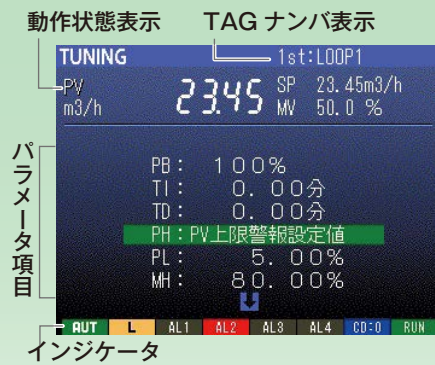 動作状態表示 TAG ナンバ表示
TUNING 1st:LOOP1
PV 23.45 SP 23.45m3/h
m3/h MV 50.0 %
パラメータ項目
PB: 100%
TI: 0.00分
TD: 0.00分
PH:PV上限警報設定値
PL: 5.00%
MH: 80.00%
AUT L AL1 AL2 AL3 AL4 CD:0 RUN
インジケータ